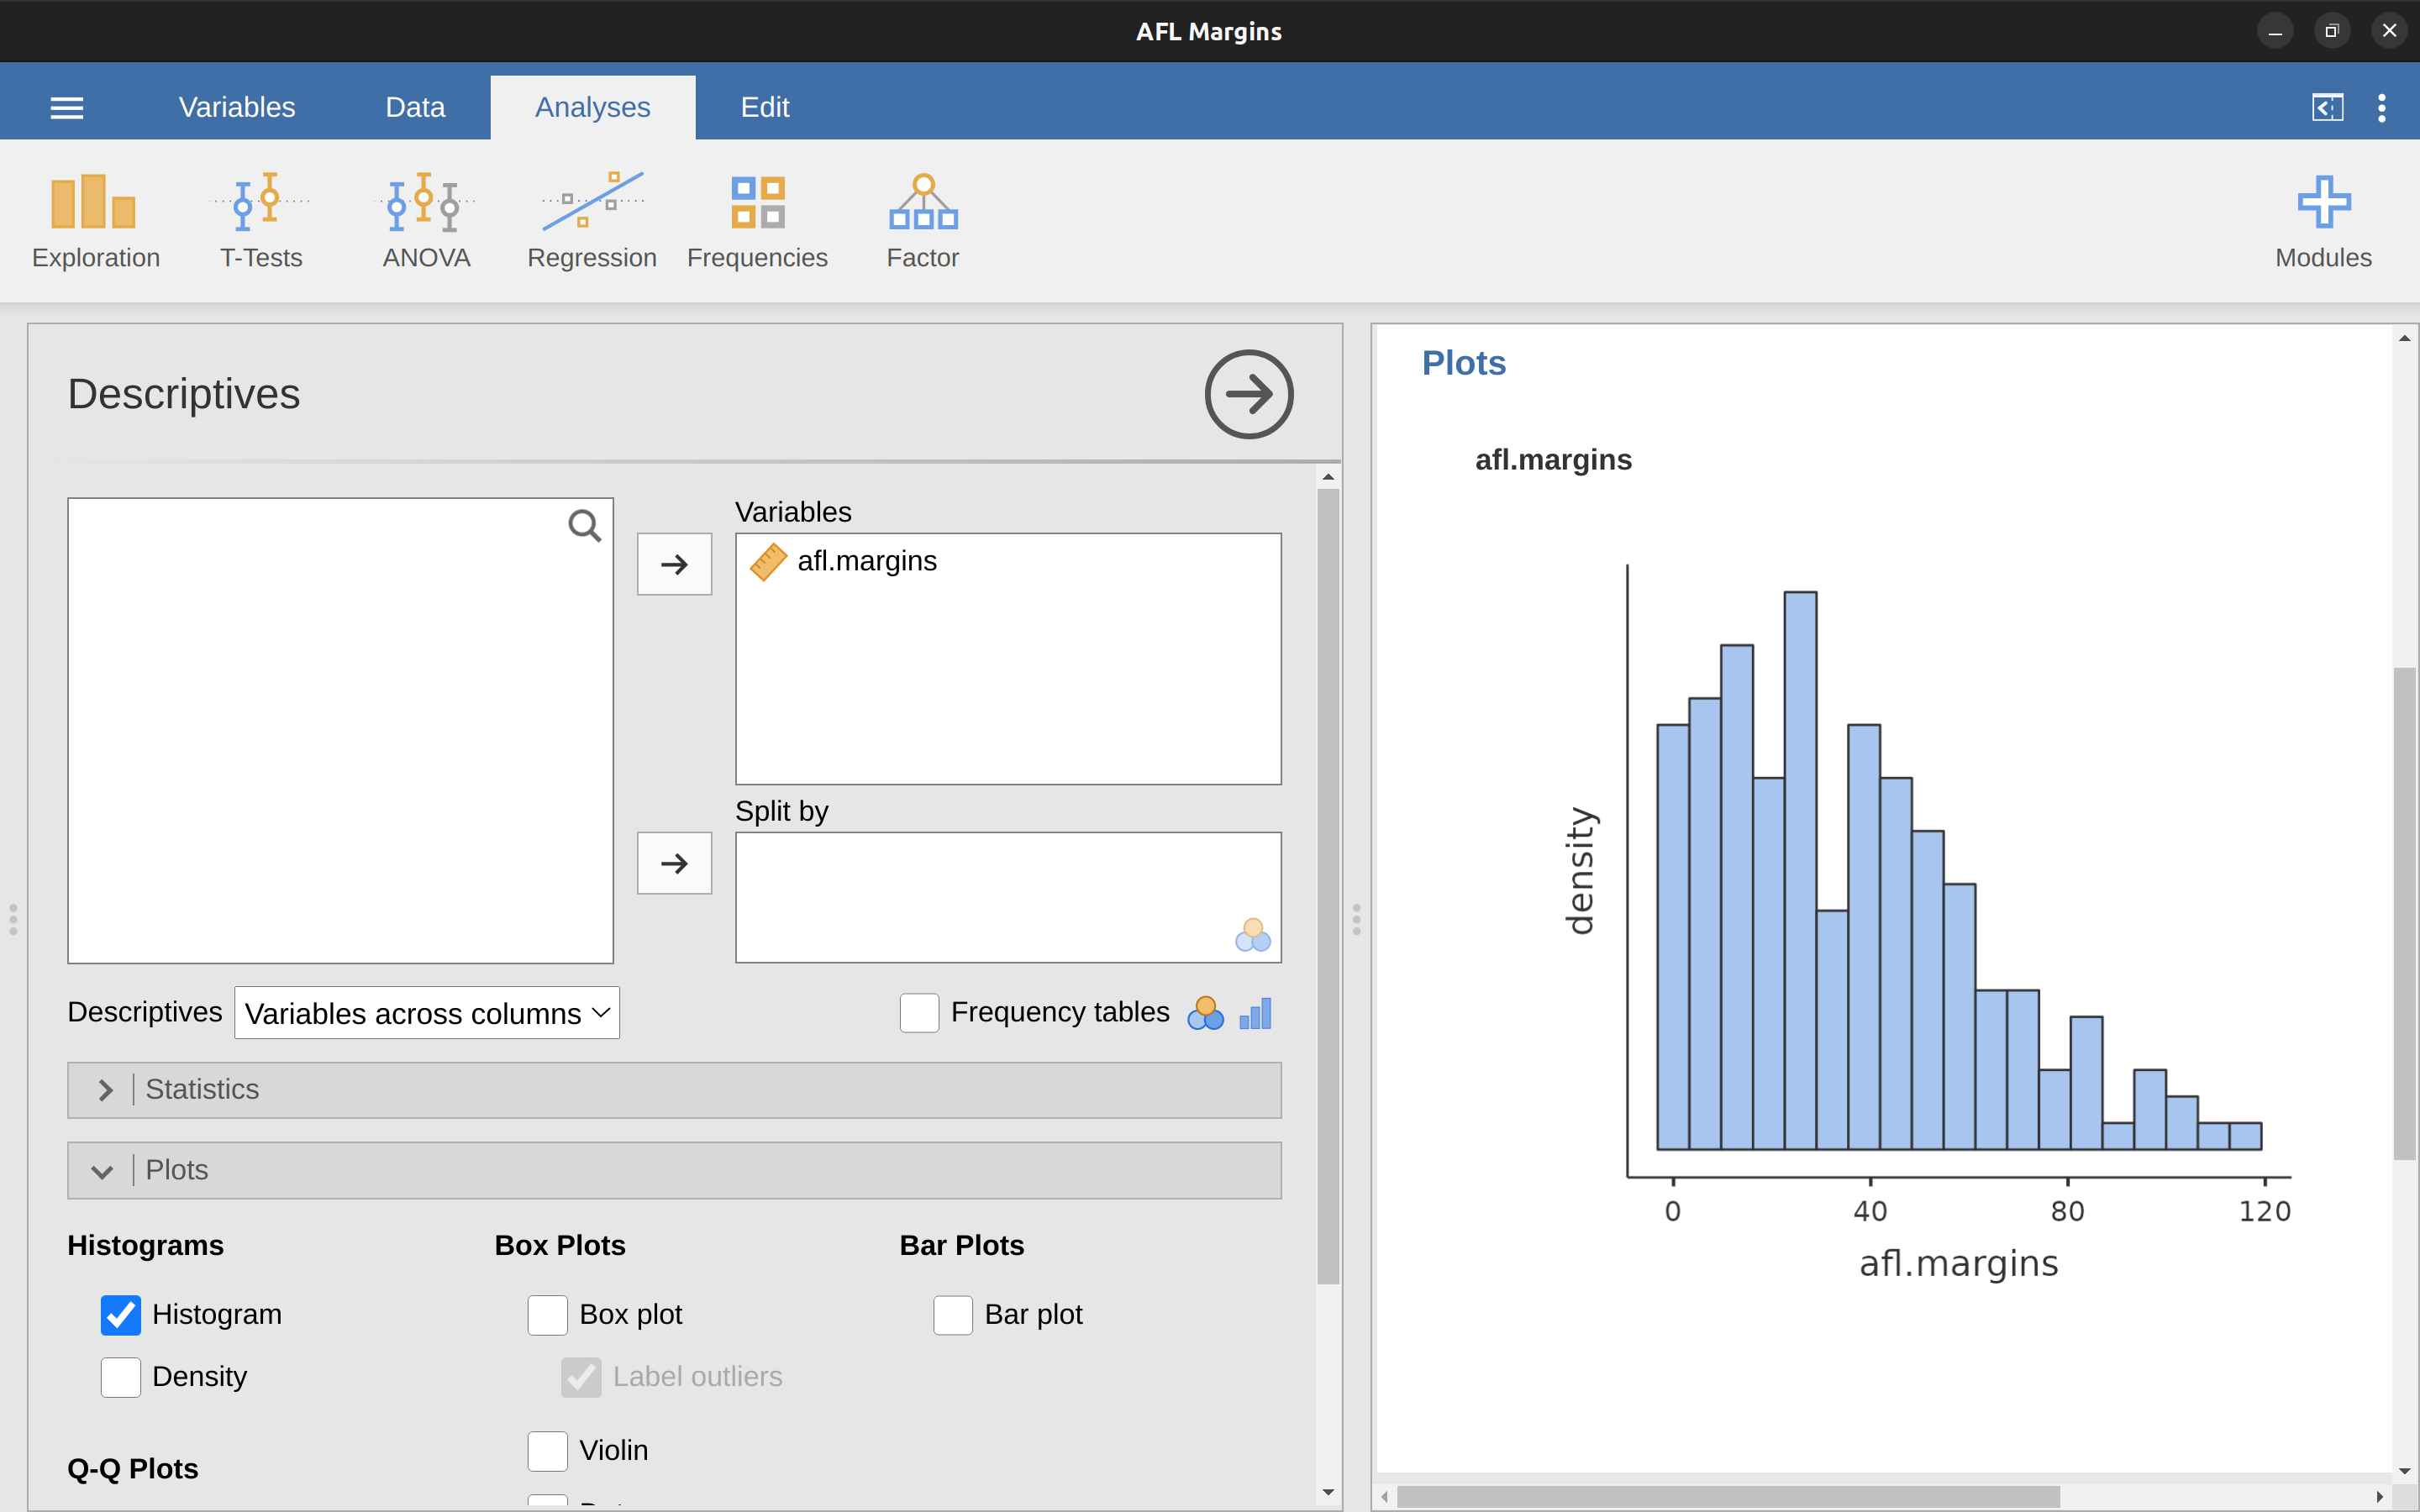 AFL Margins
Variables
Data
Analyses
Edit
Exploration
T-Tests
ANOVA
Regression
Frequencies
Factor
Modules
Descriptives
Variables
afl.margins
Split by
Descriptives
Variables across columns
Frequency tables
Statistics
Plots
Histograms
Box Plots
Bar Plots
Histogram
Box plot
Bar plot
Density
Label outliers
Violin
Q-Q Plots
Plots
afl.margins
density
0
40
80
120
afl.margins